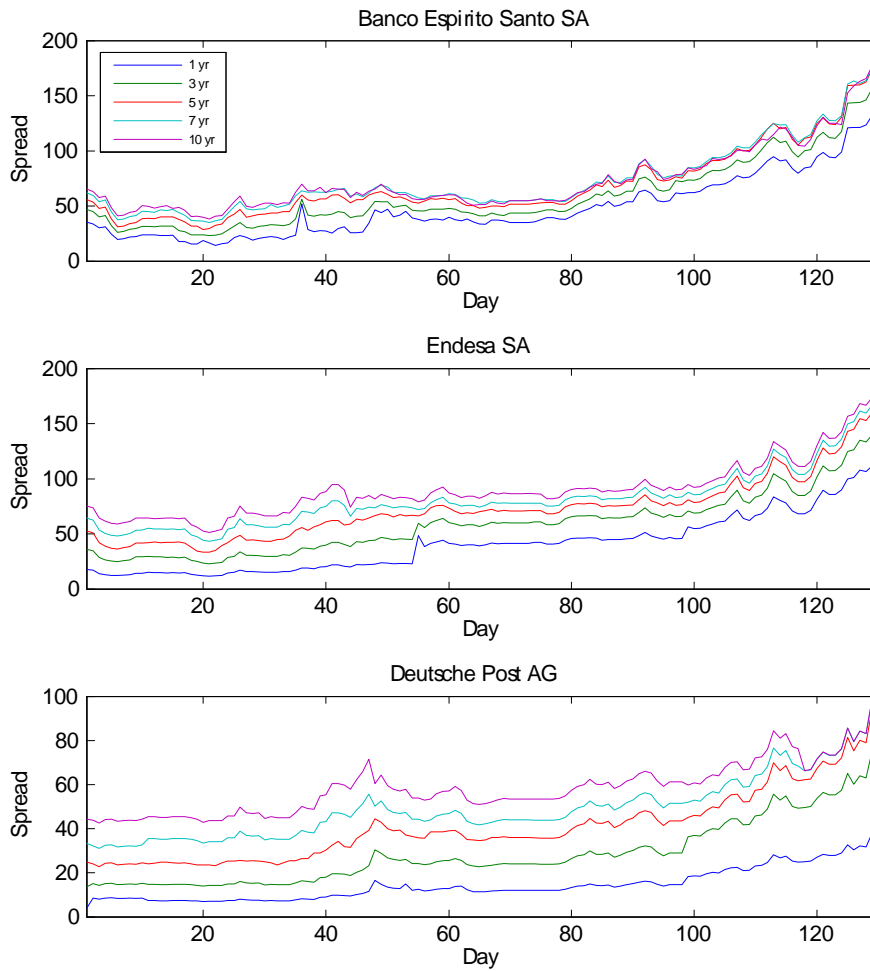 Banco Espirito Santo SA
200
150
100
50
0
Spread
1 yr
3 yr
5 yr
7 yr
10 yr
20 40 60 80 100 120
Day
Endesa SA
200
150
100
50
0
Spread
20 40 60 80 100 120
Day
Deutsche Post AG
100
80
60
40
20
0
Spread
20 40 60 80 100 120
Day